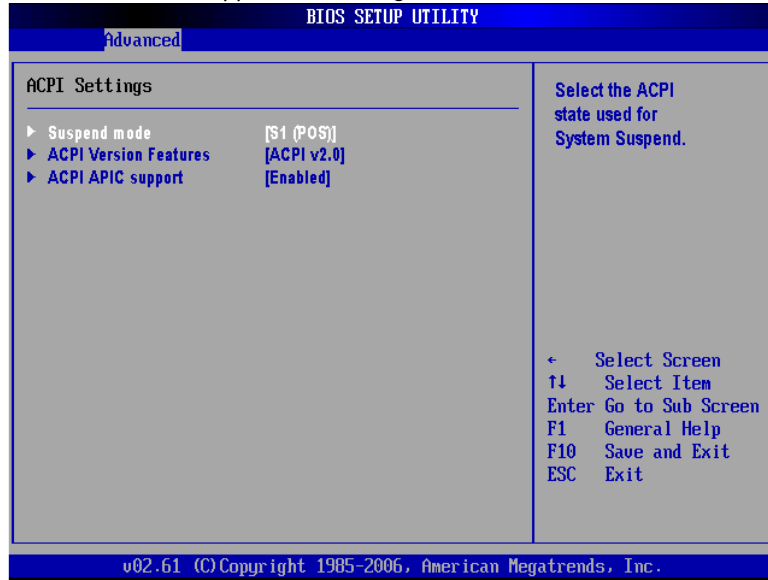 BIOS SETUP UTILITY
Advanced
ACPI Settings
Suspend mode [S1 (POS)]
ACPI Version Features [ACPI v2.0]
ACPI APIC support [Enabled]
Select the ACPI
state used for
System Suspend.
← Select Screen
↑↓ Select Item
Enter Go to Sub Screen
F1 General Help
F10 Save and Exit
ESC Exit
v02.61 (C)Copyright 1985-2006, American Megatrends, Inc.